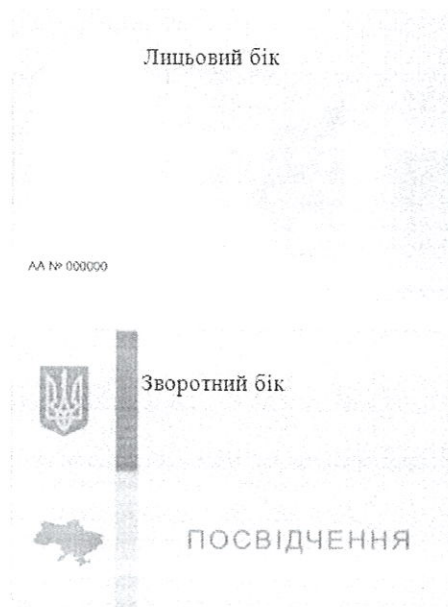 Лицьовий бік
АА № 000000
Зворотний бік
ПОСВІДЧЕННЯ